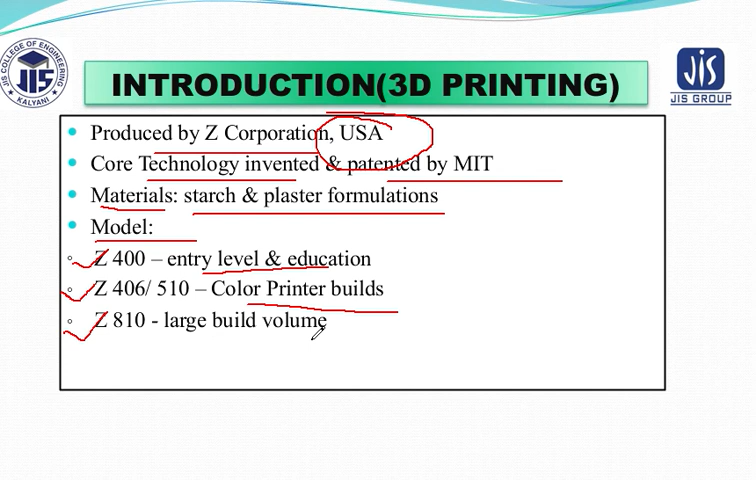 JIS COLLEGE OF ENGINEERING
JIS
KALYANI
INTRODUCTION(3D PRINTING)
JIS
JIS GROUP
Produced by Z Corporation, USA
Core Technology invented & patented by MIT
Materials: starch & plaster formulations
Model:
Z 400 – entry level & education
Z 406/ 510 – Color Printer builds
Z 810 - large build volume